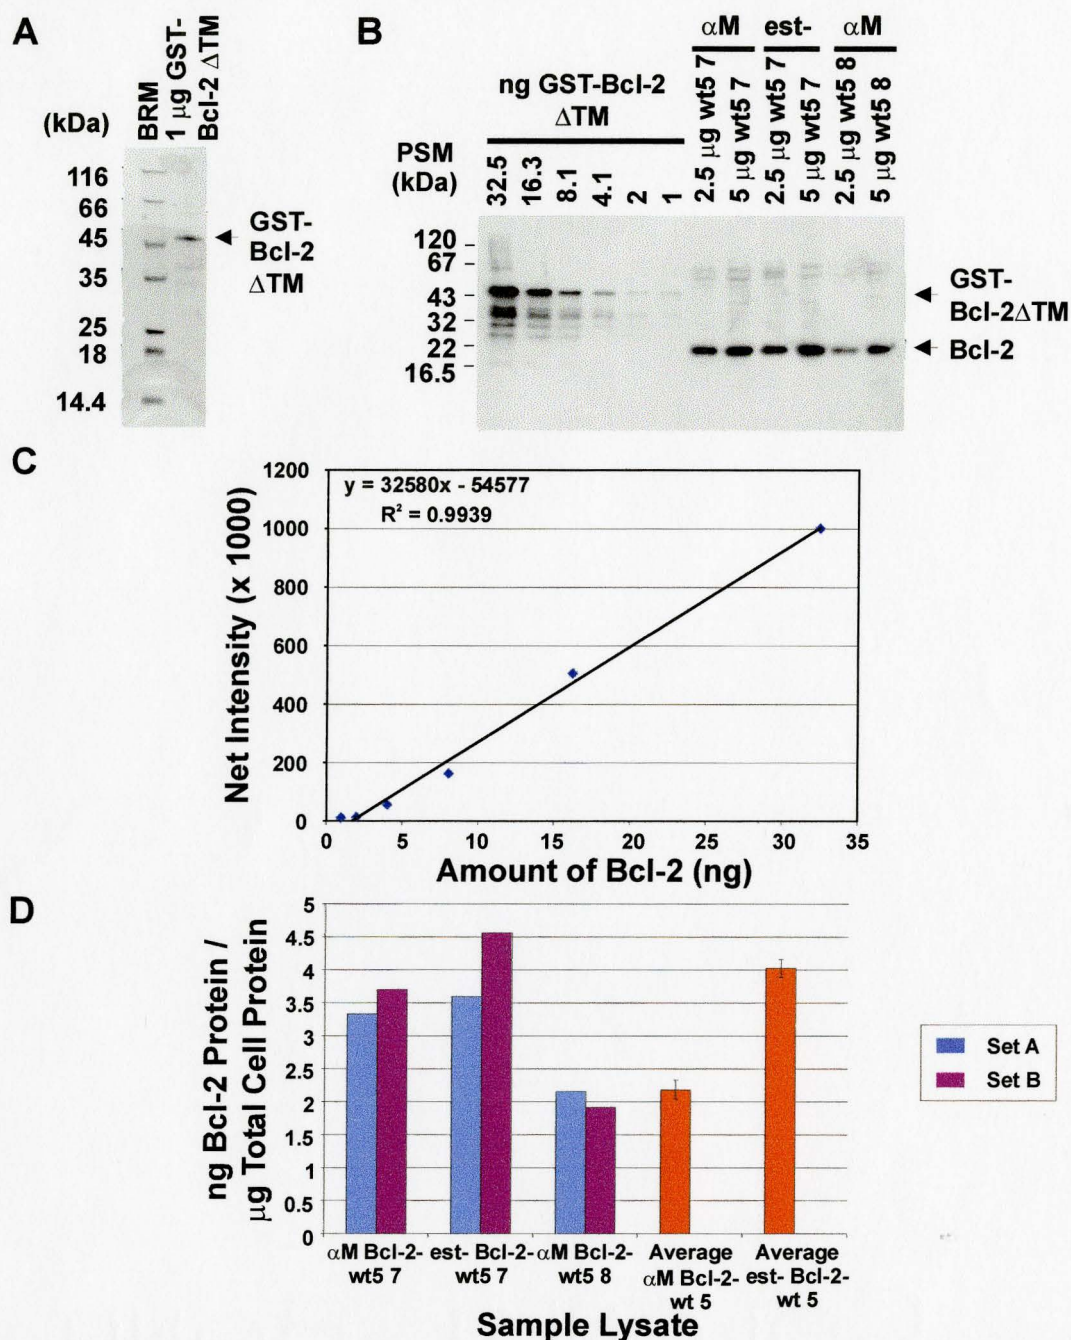 A
(kDa)
BRM
1 μg GST-
Bcl-2 ΔTM
116
66
45
35
25
18
14.4
GST-
Bcl-2
ΔTM
B
ng GST-Bcl-2
ΔTM
PSM
(kDa)
32.5
16.3
8.1
4.1
2
1
αM
est-
αM
2.5 μg wt5 7
5 μg wt5 7
2.5 μg wt5 7
5 μg wt5 7
2.5 μg wt5 8
5 μg wt5 8
120
67
43
32
22
16.5
GST-
Bcl-2ΔTM
Bcl-2
C
Net Intensity (x 1000)
1200
1000
800
600
400
200
0
y = 32580x - 54577
R² = 0.9939
0 5 10 15 20 25 30 35
Amount of Bcl-2 (ng)
D
ng Bcl-2 Protein /
μg Total Cell Protein
5
4.5
4
3.5
3
2.5
2
1.5
1
0.5
0
αM Bcl-2-
wt5 7
est- Bcl-2-
wt5 7
αM Bcl-2-
wt5 8
Average
αM Bcl-2-
wt 5
Average
est- Bcl-2-
wt 5
Sample Lysate
Set A
Set B